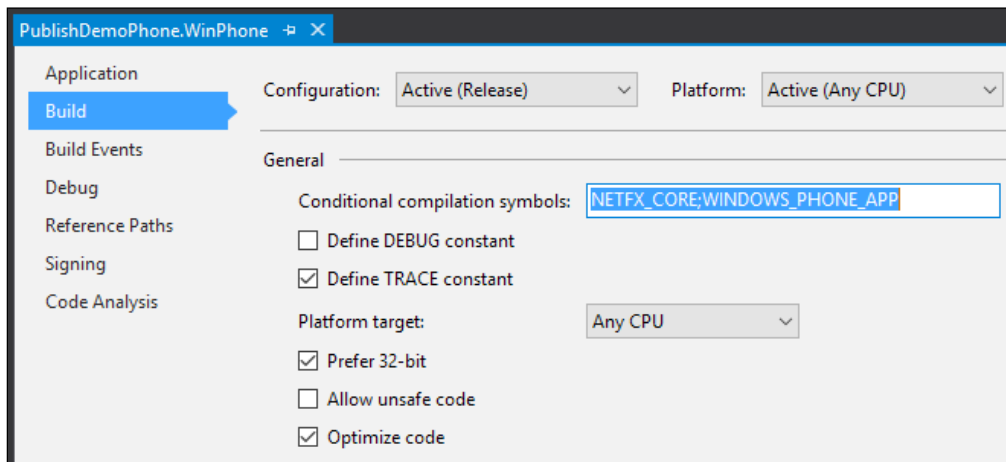 PublishDemoPhone.WinPhone
Application
Build
Build Events
Debug
Reference Paths
Signing
Code Analysis
Configuration: Active (Release) Platform: Active (Any CPU)
General
Conditional compilation symbols: NETFX_CORE;WINDOWS_PHONE_APP
Define DEBUG constant
Define TRACE constant
Platform target: Any CPU
Prefer 32-bit
Allow unsafe code
Optimize code